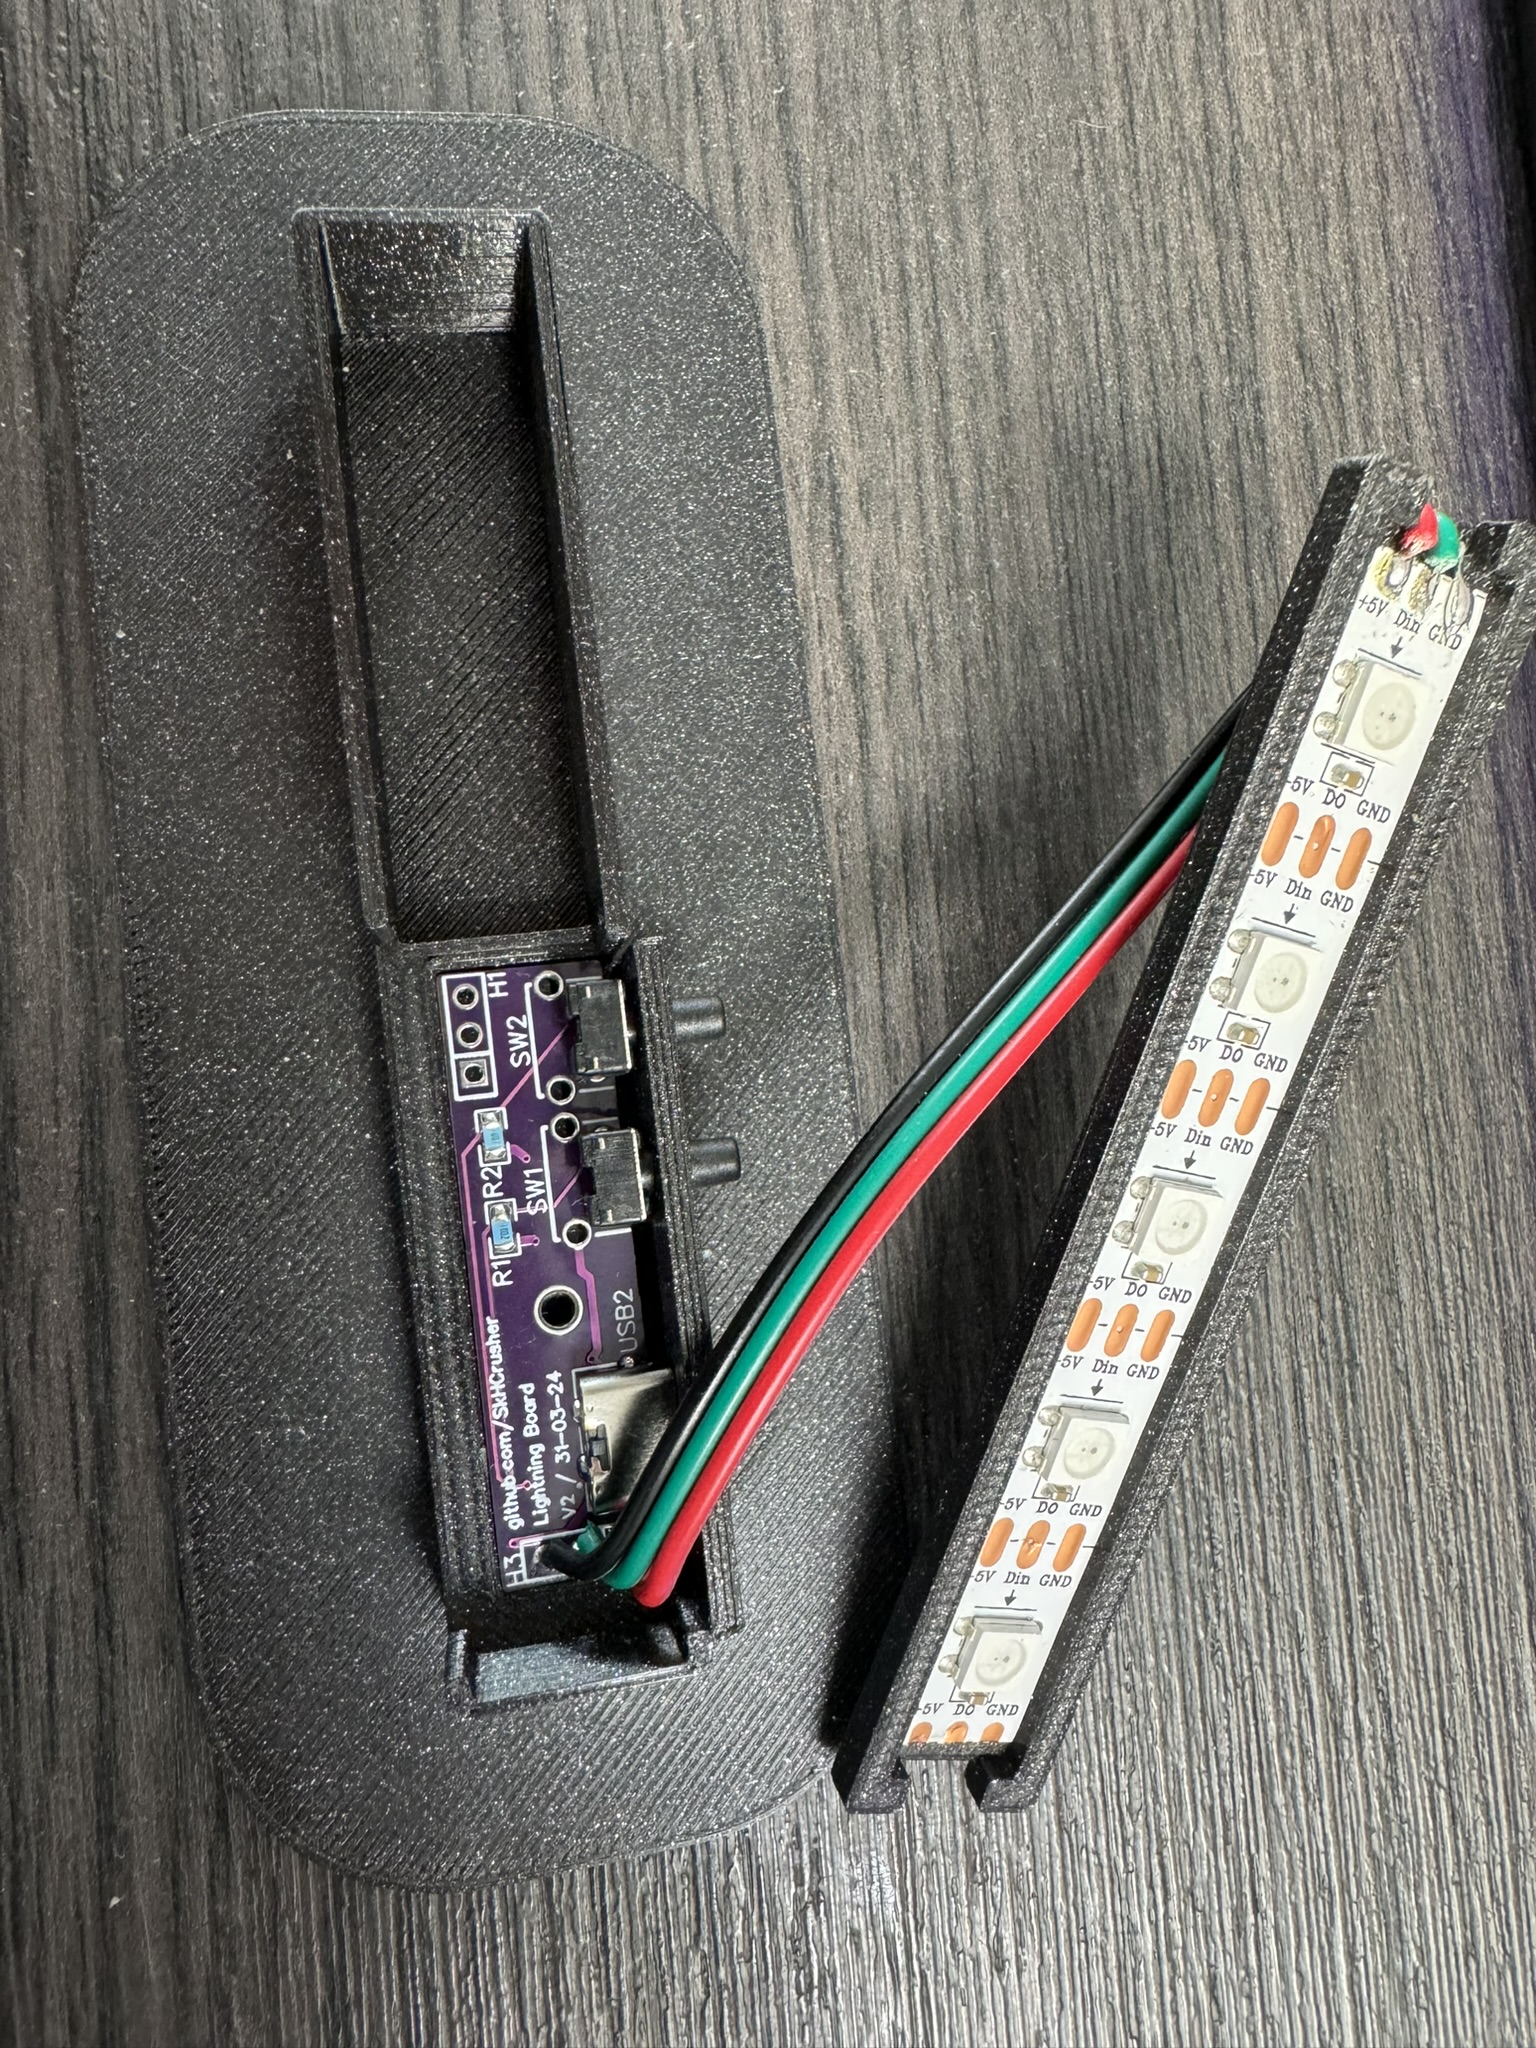 +5V Din GND
-5V DO GND
-5V Din GND
-5V DO GND
-5V Din GND
-5V DO GND
-5V Din GND
-5V DO GND
-5V Din GND
-5V DO GND
USB2
V2 / 31-03-24
Lightning Board
github.com/SkHCrusher
H3
SW1
SW2
H1
R2
R1